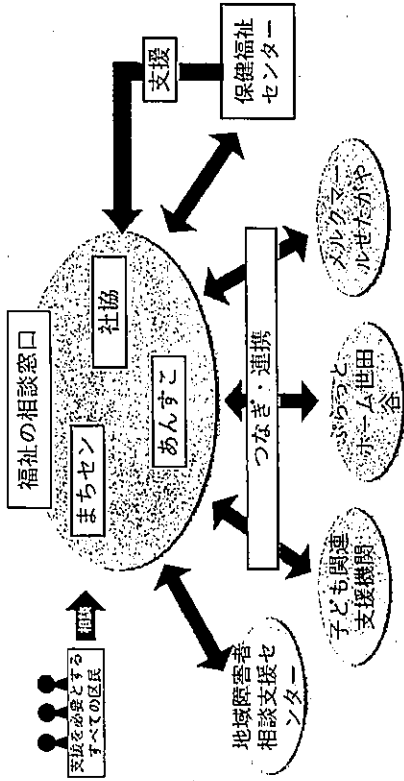 支援を必要とする
すべての区民
相談
福祉の相談窓口
まちセン
社協
あんすこ
支援
保健福祉
センター
つなぎ・連携
地域障害者
相談支援セ
ンター
子ども関連
支援機関
ぷらっと
ホーム世田
谷
メルクマー
ルせたがや